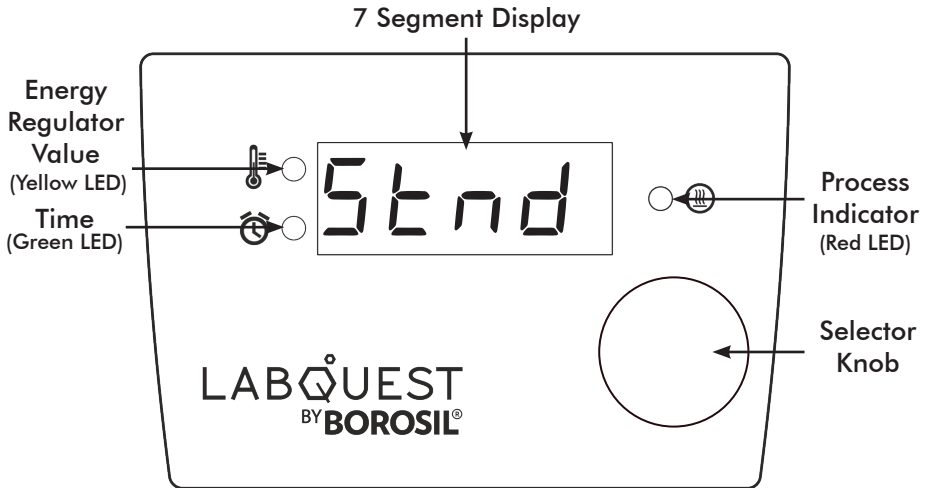 7 Segment Display
Energy
Regulator
Value
(Yellow LED)
Time
(Green LED)
Stnd
Process
Indicator
(Red LED)
Selector
Knob
LABQUEST
BY BOROSIL®